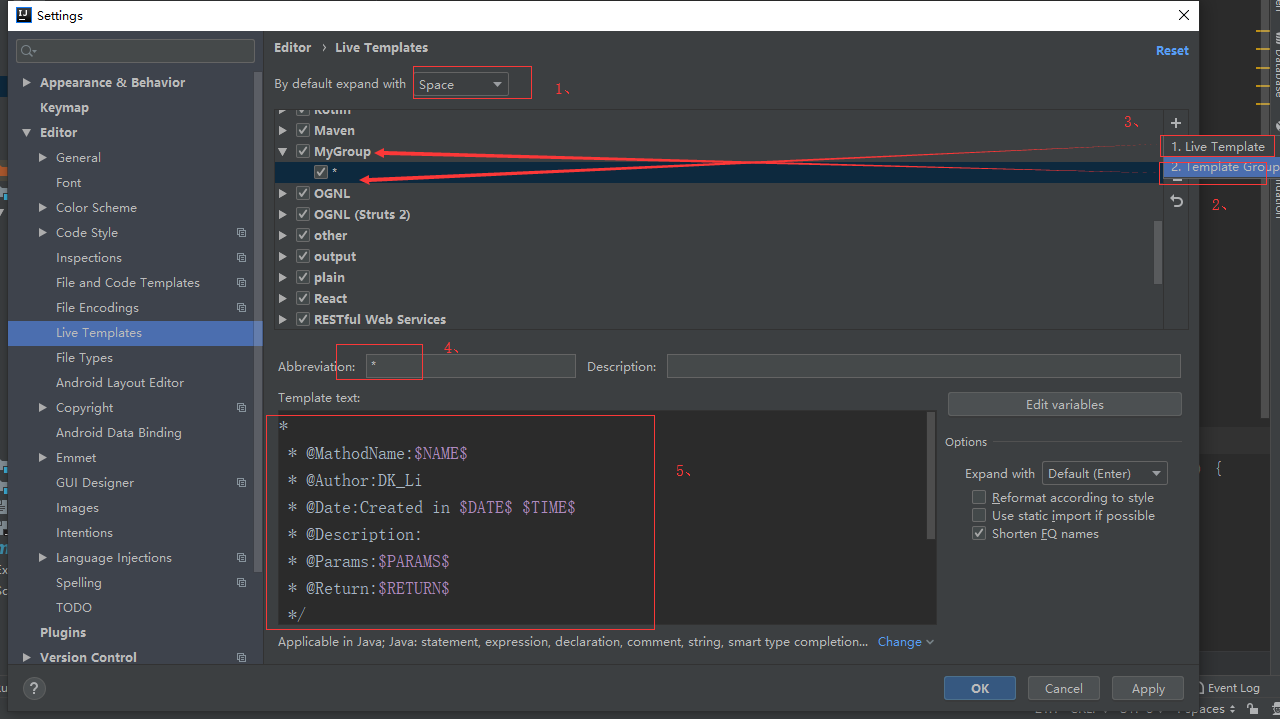 Settings
Editor › Live Templates
Reset
By default expand with Space
1、
Appearance & Behavior
Keymap
Editor
General
Font
Color Scheme
Code Style
Inspections
File and Code Templates
File Encodings
Live Templates
File Types
Android Layout Editor
Copyright
Android Data Binding
Emmet
GUI Designer
Images
Intentions
Language Injections
Spelling
TODO
Plugins
Version Control
Kotlin
Maven
MyGroup
*
OGNL
OGNL (Struts 2)
other
output
plain
React
RESTful Web Services
3、
1. Live Template
2. Template Group
2、
Database
4、
Abbreviation: *
Description:
Template text:
Edit variables
*
* @MathodName:$NAME$
* @Author:DK_Li
* @Date:Created in $DATE$ $TIME$
* @Description:
* @Params:$PARAMS$
* @Return:$RETURN$
*/
5、
Options
Expand with Default (Enter)
Reformat according to style
Use static import if possible
Shorten FQ names
) {
Applicable in Java; Java: statement, expression, declaration, comment, string, smart type completion... Change
?
OK
Cancel
Apply
Event Log